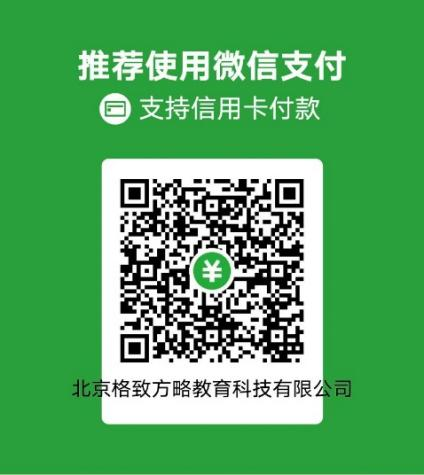 推荐使用微信支付
支持信用卡付款
¥
北京格致方略教育科技有限公司